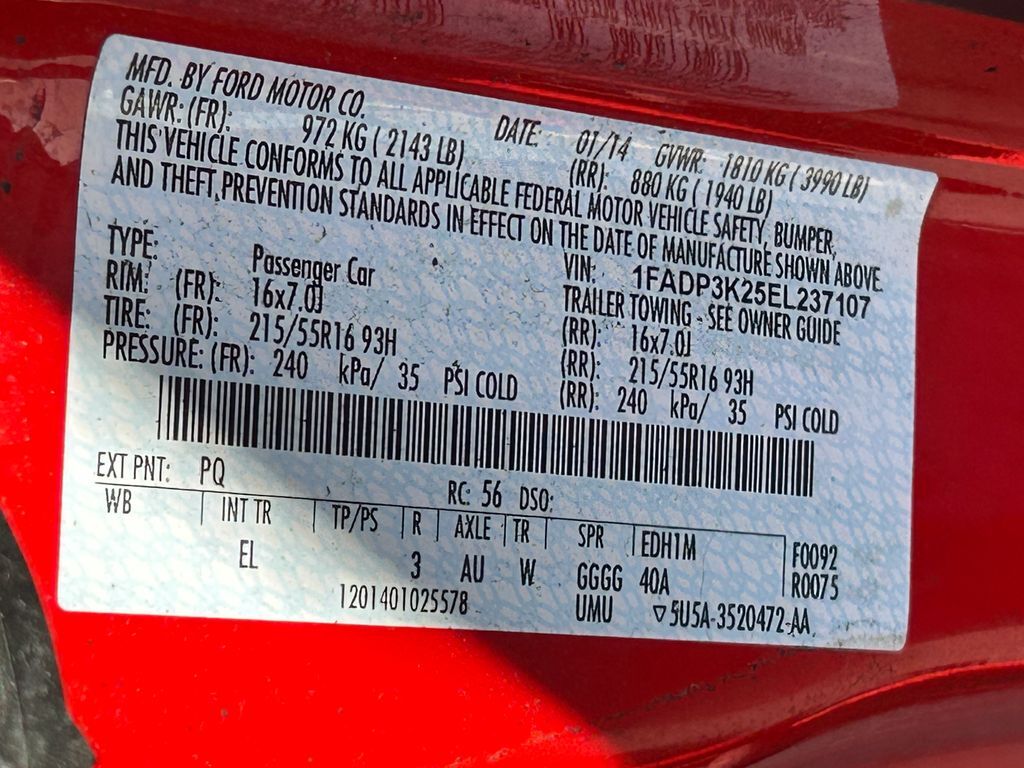 MFD. BY FORD MOTOR CO.
DATE: 01/14 GVWR: 1810 KG ( 3990 LB)
GAWR: (FR): 972 KG ( 2143 LB) (RR): 880 KG ( 1940 LB)
THIS VEHICLE CONFORMS TO ALL APPLICABLE FEDERAL MOTOR VEHICLE SAFETY, BUMPER,
AND THEFT PREVENTION STANDARDS IN EFFECT ON THE DATE OF MANUFACTURE SHOWN ABOVE.
VIN: 1FADP3K25EL237107
TYPE: Passenger Car TRAILER TOWING - SEE OWNER GUIDE
RIM: (FR): 16x7.0J (RR): 16x7.0J
TIRE: (FR): 215/55R16 93H (RR): 215/55R16 93H
PRESSURE: (FR): 240 kPa/ 35 PSI COLD (RR): 240 kPa/ 35 PSI COLD
EXT PNT: PQ RC: 56 DSO:
WB INT TR TP/PS R AXLE TR SPR EDH1M F0092
EL 3 AU W GGGG 40A R0075
1201401025578 UMU ▽5U5A-3520472-AA